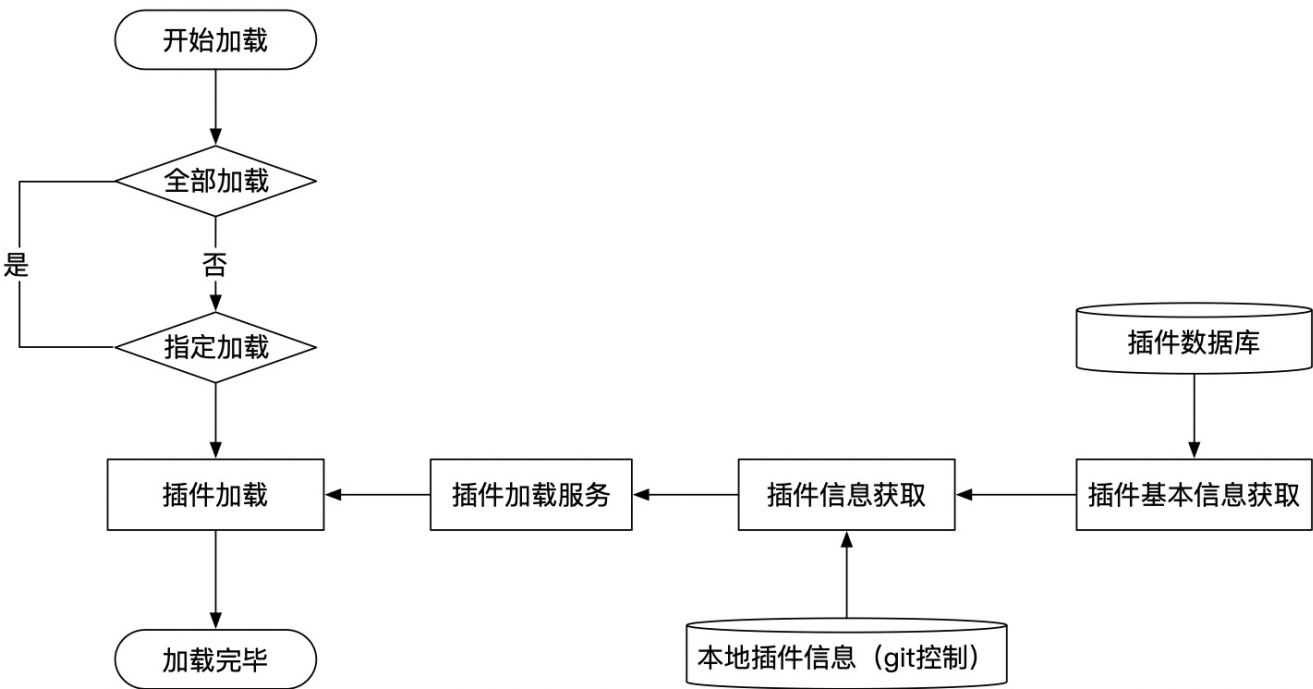 开始加载
全部加载
是
否
指定加载
插件数据库
插件加载
插件加载服务
插件信息获取
插件基本信息获取
加载完毕
本地插件信息（git控制）